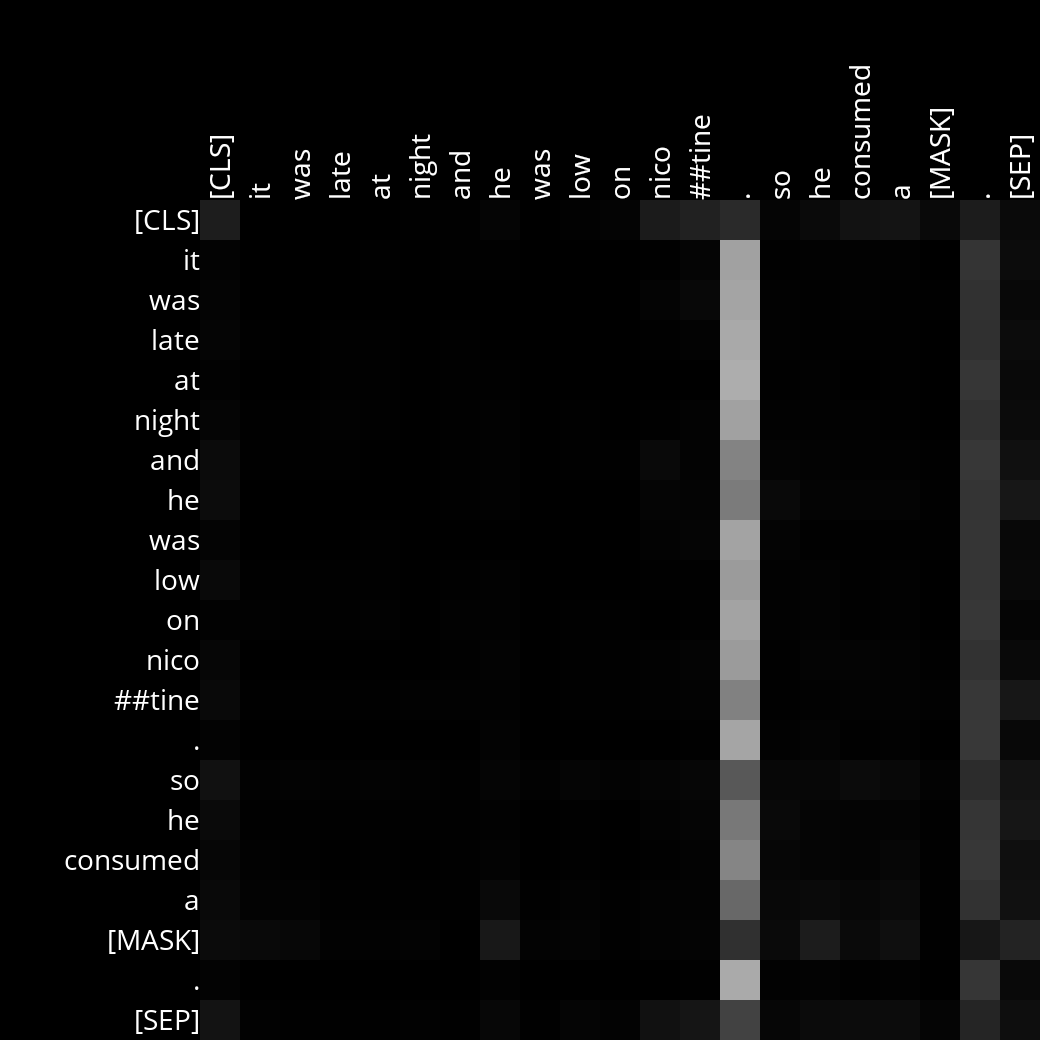 [CLS] it was late at night and he was low on nico ##tine . so he consumed a [MASK] . [SEP]
[CLS]
it
was
late
at
night
and
he
was
low
on
nico
##tine
.
so
he
consumed
a
[MASK]
.
[SEP]